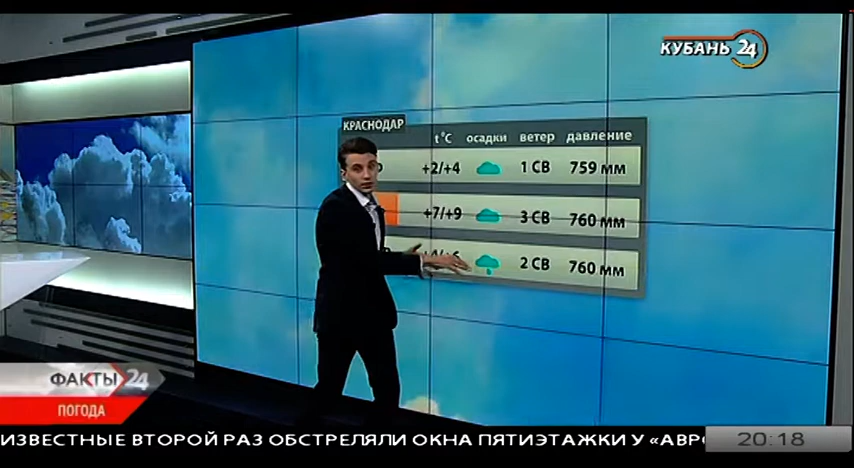 КУБАНЬ 24
КРАСНОДАР
t°C осадки ветер давление
+2/+4 1 СВ 759 мм
+7/+9 3 СВ 760 мм
2 СВ 760 мм
ФАКТЫ 24
ПОГОДА
ИЗВЕСТНЫЕ ВТОРОЙ РАЗ ОБСТРЕЛЯЛИ ОКНА ПЯТИЭТАЖКИ У «АВР
20:18